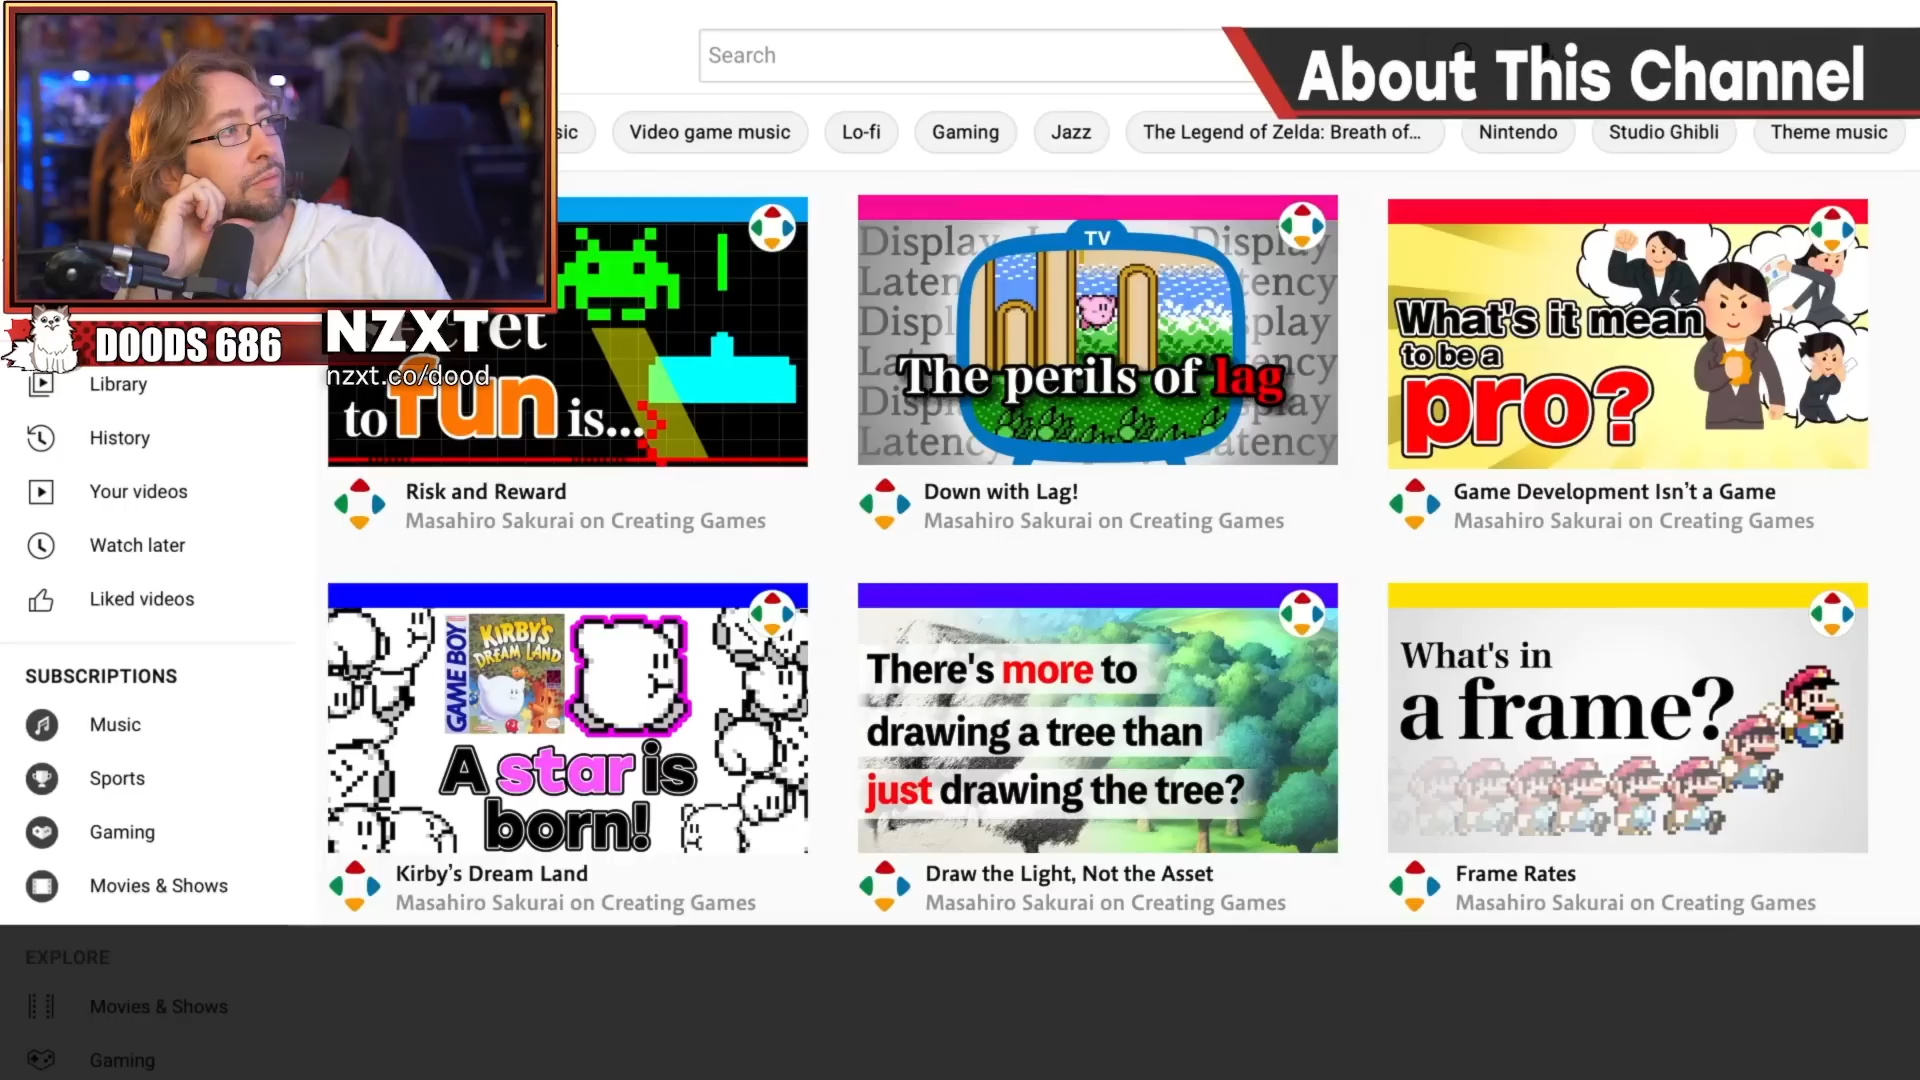 Search
About This Channel
sic
Video game music
Lo-fi
Gaming
Jazz
The Legend of Zelda: Breath of...
Nintendo
Studio Ghibli
Theme music
DOODS 686
NZXT
nzxt.co/dood
Library
History
Your videos
Watch later
Liked videos
SUBSCRIPTIONS
Music
Sports
Gaming
Movies & Shows
EXPLORE
Movies & Shows
Gaming
et
to fun is...
Risk and Reward
Masahiro Sakurai on Creating Games
Display
Display
Latency
Latency
TV
The perils of lag
Down with Lag!
Masahiro Sakurai on Creating Games
What's it mean
to be a
pro?
Game Development Isn't a Game
Masahiro Sakurai on Creating Games
GAME BOY
KIRBY'S
DREAM LAND
A star is
born!
Kirby's Dream Land
Masahiro Sakurai on Creating Games
There's more to
drawing a tree than
just drawing the tree?
Draw the Light, Not the Asset
Masahiro Sakurai on Creating Games
What's in
a frame?
Frame Rates
Masahiro Sakurai on Creating Games